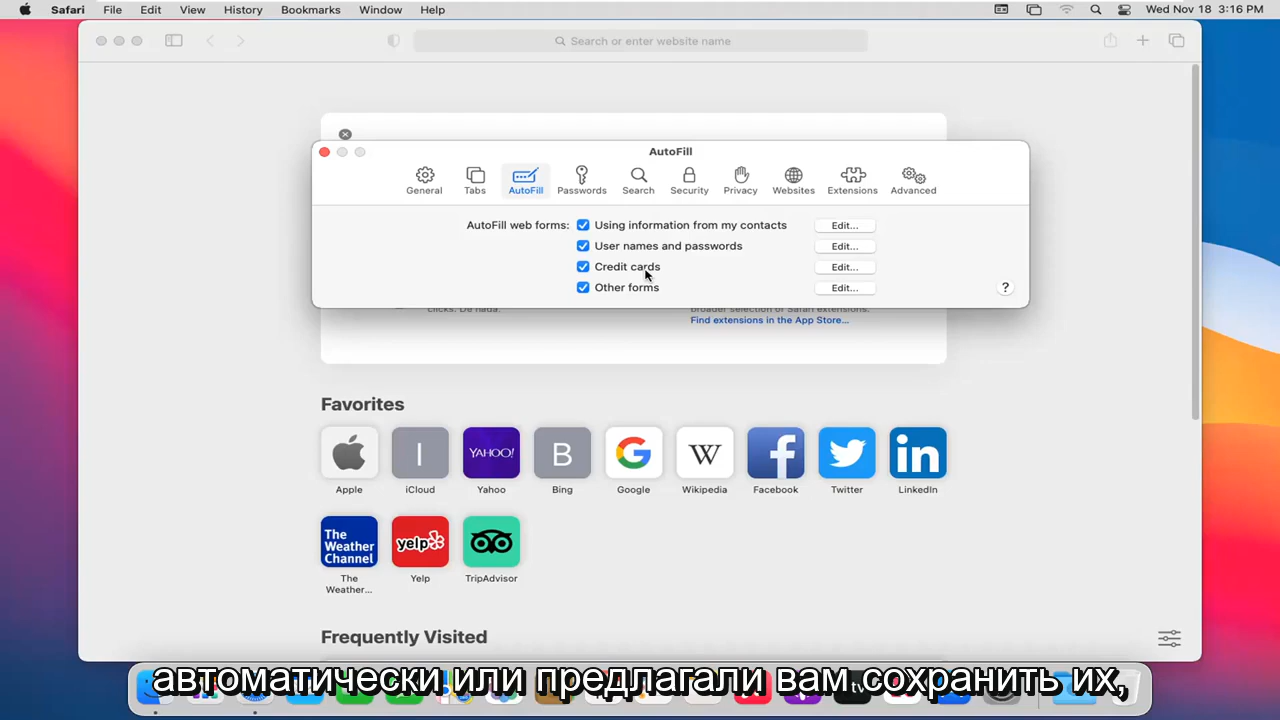 Safari File Edit View History Bookmarks Window Help Wed Nov 18 3:16 PM
Search or enter website name
AutoFill
General Tabs AutoFill Passwords Search Security Privacy Websites Extensions Advanced
AutoFill web forms: Using information from my contacts Edit...
User names and passwords Edit...
Credit cards Edit...
Other forms Edit... ?
clicks. De nada. broader selection of Safari extensions.
Find extensions in the App Store...
Favorites
I YAHOO! B G W f in
Apple iCloud Yahoo Bing Google Wikipedia Facebook Twitter LinkedIn
The Weather Channel yelp
The Weather... Yelp TripAdvisor
Frequently Visited
автоматически или предлагали вам сохранить их,
tv